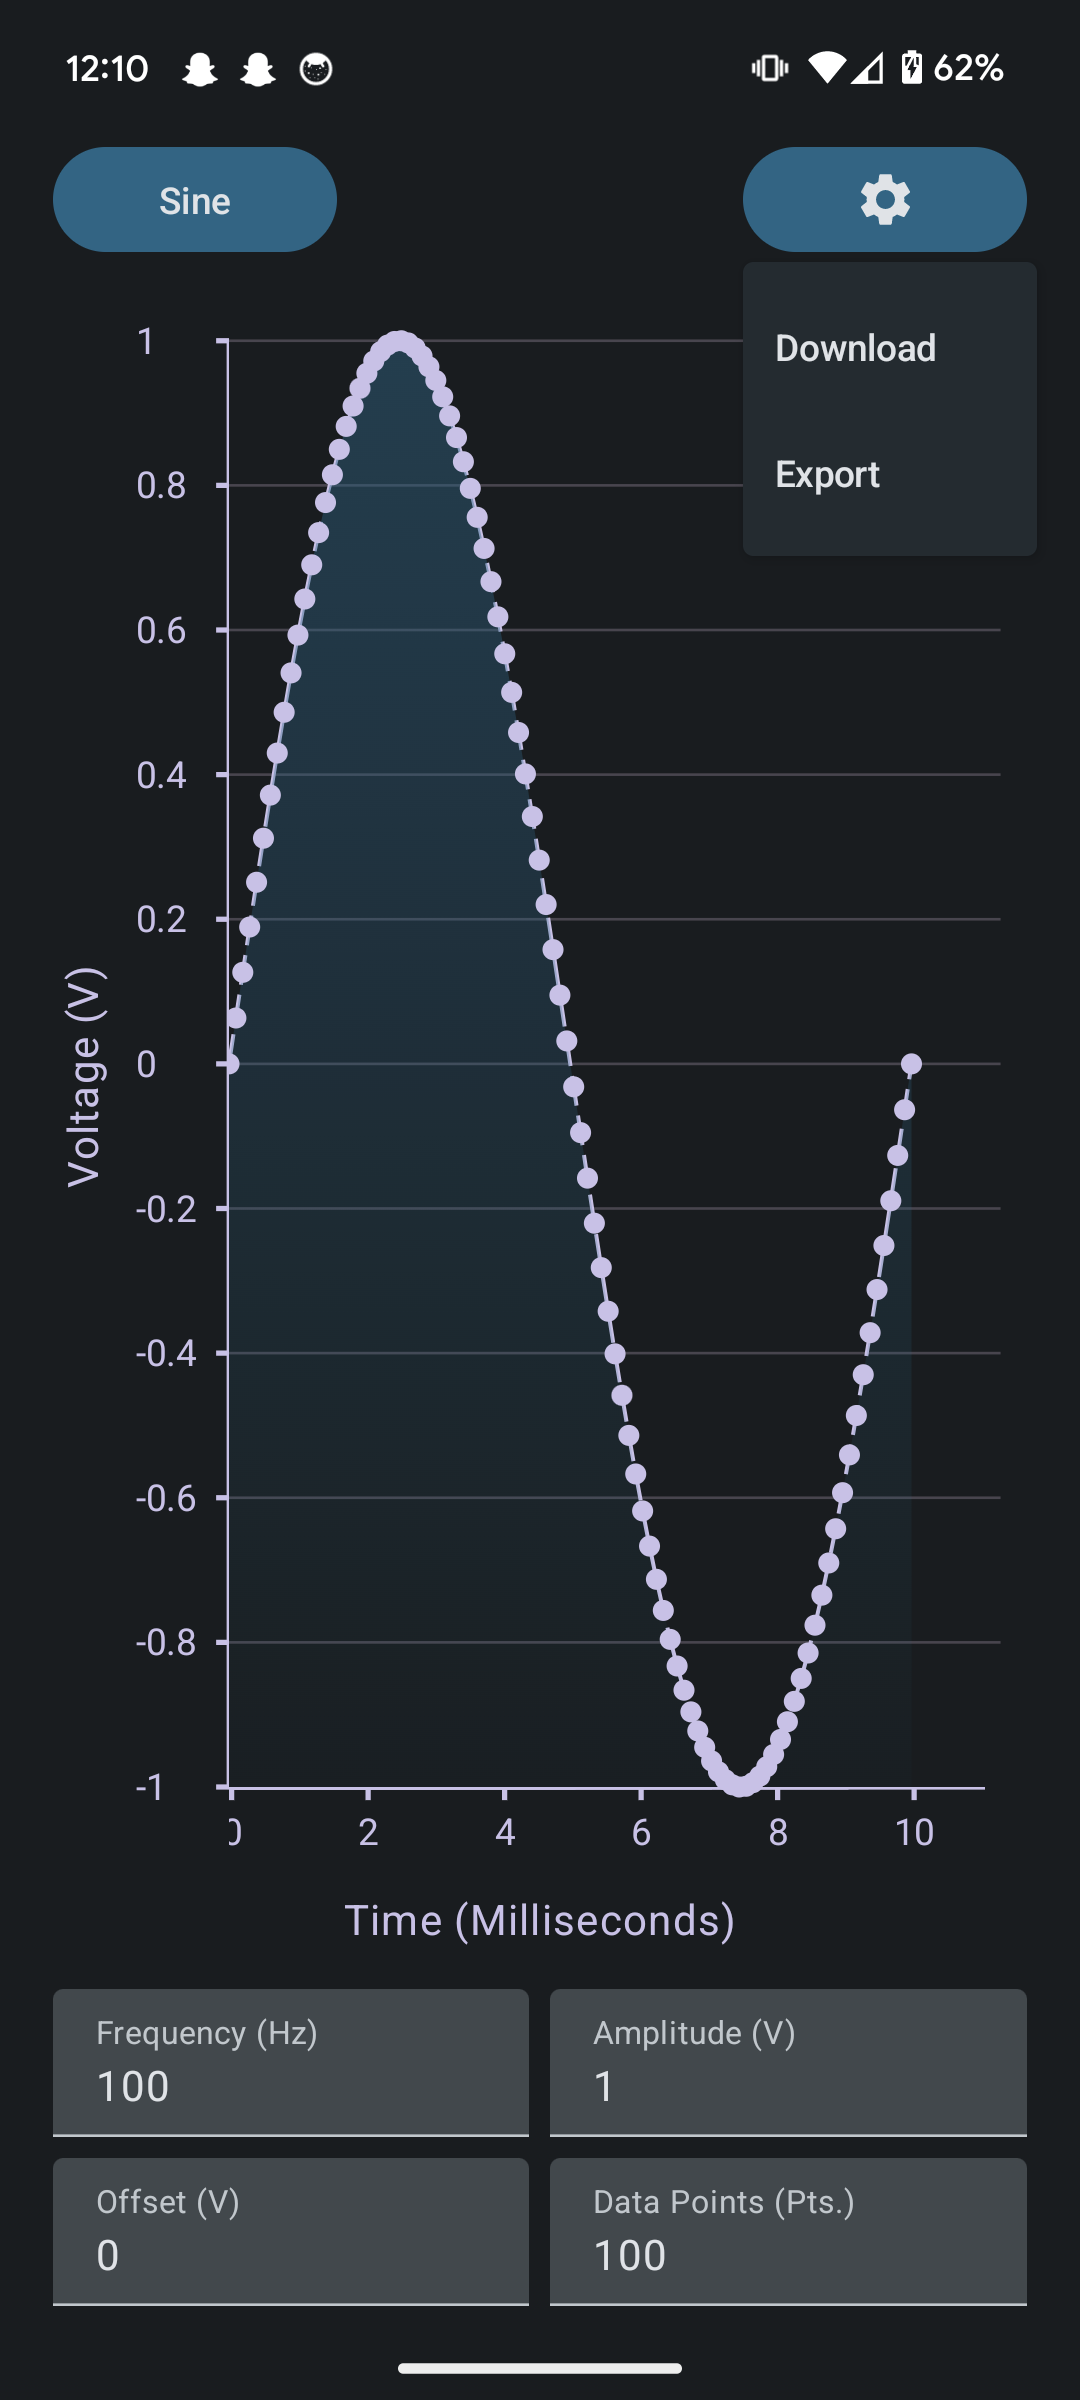 12:10
62%
Sine
Download
Export
1
0.8
0.6
0.4
0.2
0
-0.2
-0.4
-0.6
-0.8
-1
Voltage (V)
0 2 4 6 8 10
Time (Milliseconds)
Frequency (Hz)
100
Amplitude (V)
1
Offset (V)
0
Data Points (Pts.)
100